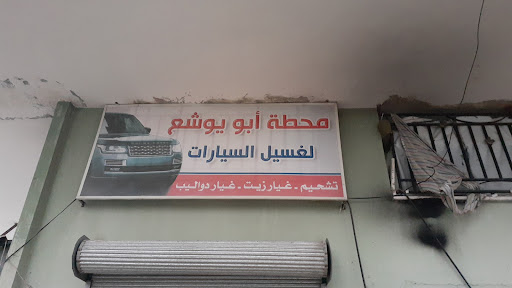 محطة أبو يوشع
لغسيل السيارات
تشحيم - غيار زيت - غيار دواليب